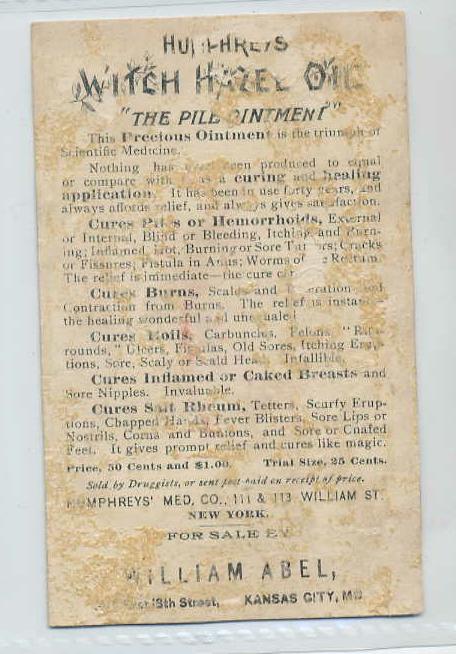 HUMPHREYS
WITCH HAZEL OIL
"THE PILE OINTMENT"
This Precious Ointment is the triumph of
Scientific Medicine.
Nothing has ever been produced to equal
or compare with as a curing and healing
application. It has been in use forty years, and
always affords relief, and always gives satisfaction.
Cures Piles or Hemorrhoids, External
or Internal, Blind or Bleeding, Itching and Burn-
ing; Inflamed, Hot, Burning or Sore Tumors; Cracks
or Fissures; Fistula in Anus; Worms of the Rectum.
The relief is immediate—the cure
Cures Burns, Scalds and and
Contraction from Burns. The relief is instant—
the healing wonderful and unequaled
Cures Boils, Carbuncles, Felons, "Run-
rounds," Ulcers, Fistulas, Old Sores, Itching Erup-
tions, Sore, Scaly or Scald Head. Infallible.
Cures Inflamed or Caked Breasts and
Sore Nipples. Invaluable.
Cures Salt Rheum, Tetters, Scurfy Erup-
tions, Chapped Hands, Fever Blisters, Sore Lips or
Nostrils, Corns and Bunions, and Sore or Chafed
Feet. It gives prompt relief and cures like magic.
Price, 50 Cents and $1.00. Trial Size, 25 Cents.
Sold by Druggists, or sent post-paid on receipt of price.
HUMPHREYS' MED. CO., 111 & 113 WILLIAM ST.
NEW YORK.
FOR SALE BY
WILLIAM ABEL,
18th Street, KANSAS CITY, MO